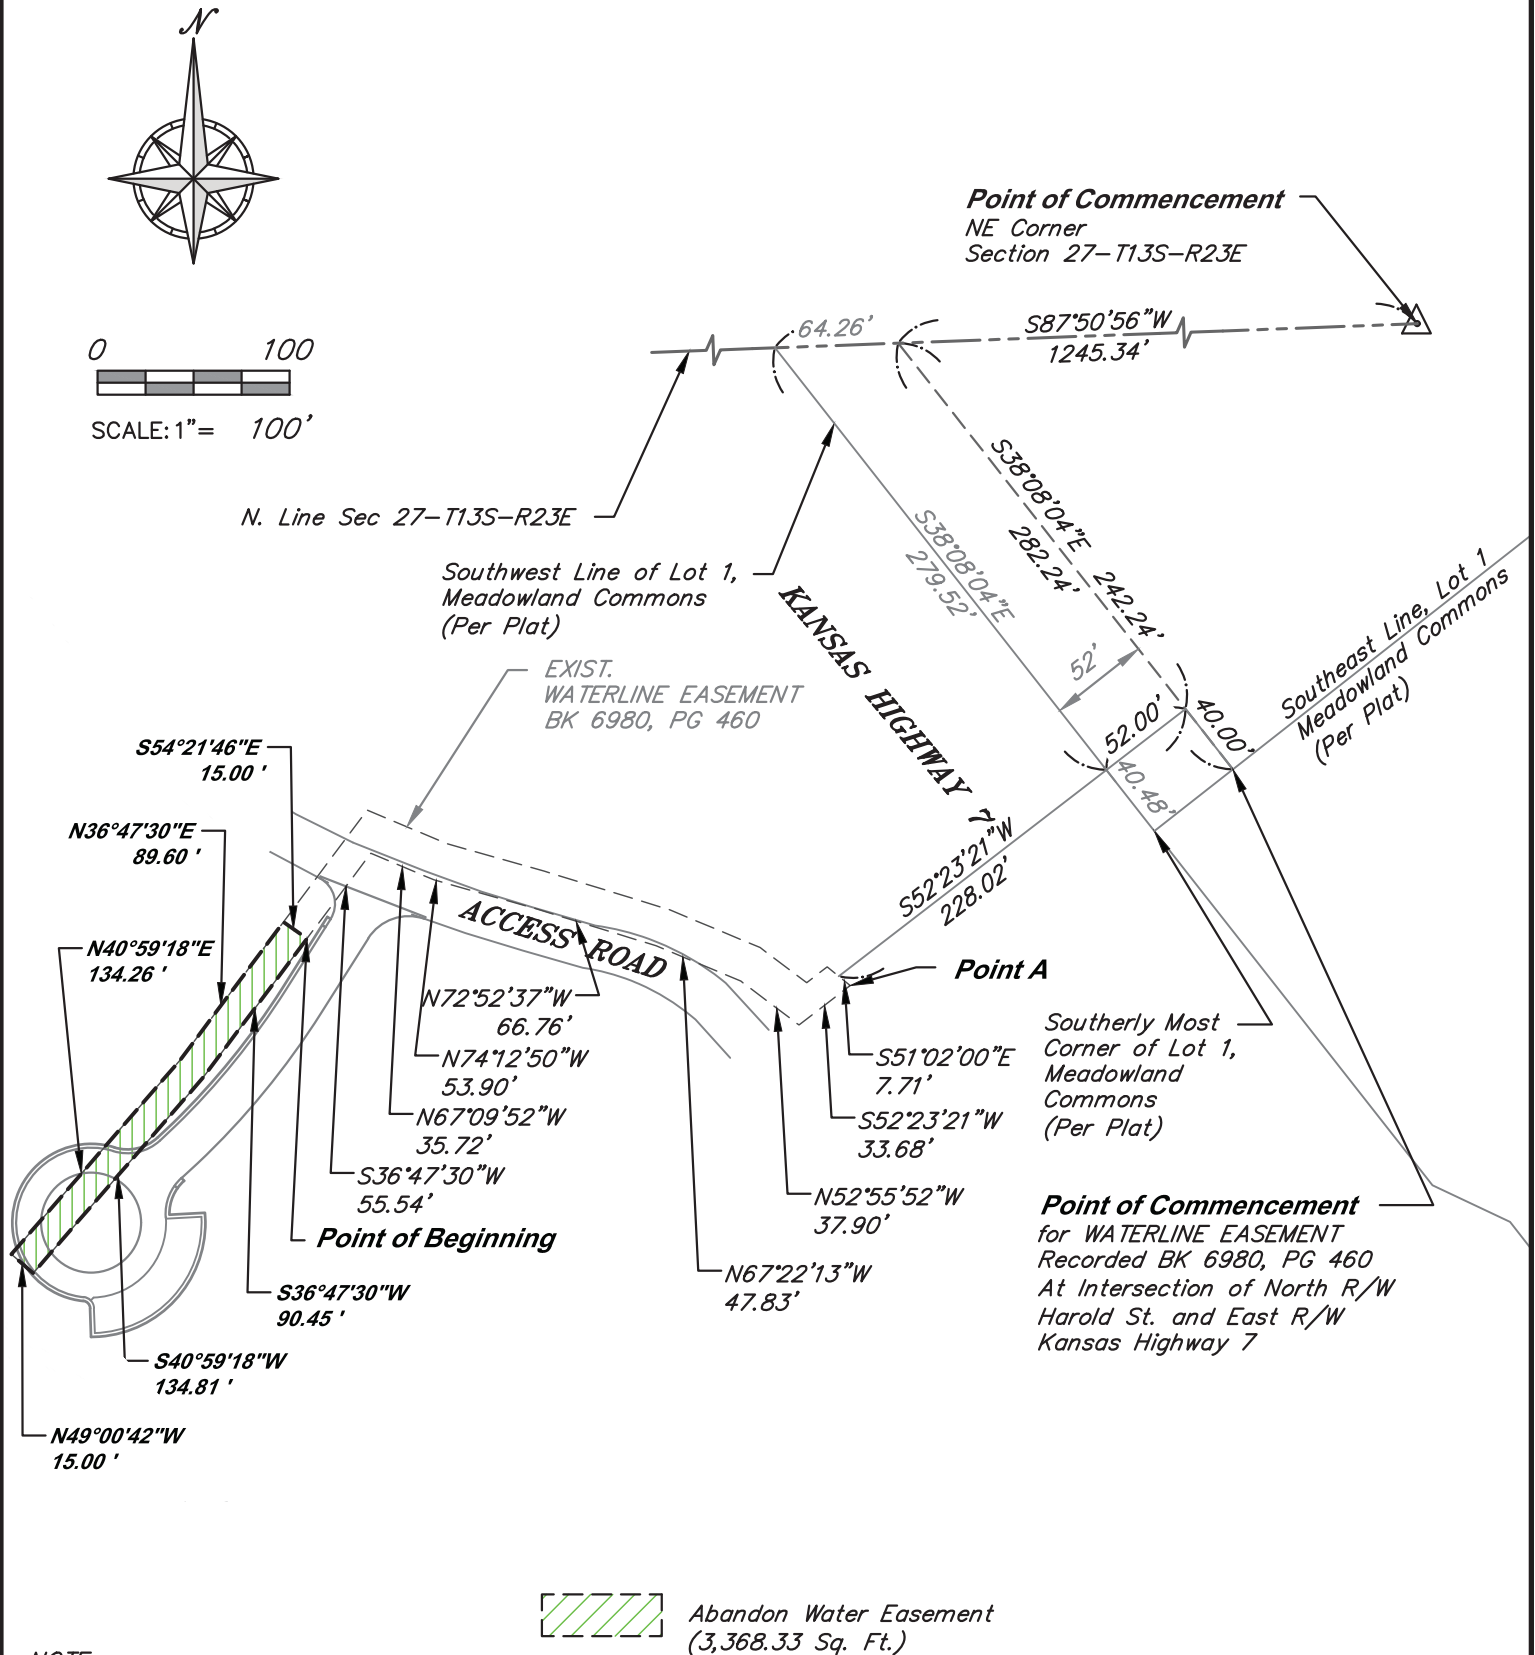 N
0 100
SCALE: 1"= 100'
Point of Commencement
NE Corner
Section 27-T13S-R23E
64.26'
S87°50'56"W
1245.34'
N. Line Sec 27-T13S-R23E
Southwest Line of Lot 1,
Meadowland Commons
(Per Plat)
S38°08'04"E
279.52'
S38°08'04"E
282.24'
242.24'
KANSAS HIGHWAY 7
52'
52.00'
40.00'
40.48'
Southeast Line, Lot 1
Meadowland Commons
(Per Plat)
EXIST.
WATERLINE EASEMENT
BK 6980, PG 460
S54°21'46"E
15.00 '
N36°47'30"E
89.60 '
N40°59'18"E
134.26 '
S52°23'21"W
228.02'
ACCESS ROAD
Point A
N72°52'37"W
66.76'
N74°12'50"W
53.90'
N67°09'52"W
35.72'
S36°47'30"W
55.54'
Point of Beginning
S51°02'00"E
7.71'
S52°23'21"W
33.68'
N52°55'52"W
37.90'
N67°22'13"W
47.83'
Southerly Most
Corner of Lot 1,
Meadowland
Commons
(Per Plat)
Point of Commencement
for WATERLINE EASEMENT
Recorded BK 6980, PG 460
At Intersection of North R/W
Harold St. and East R/W
Kansas Highway 7
S36°47'30"W
90.45 '
S40°59'18"W
134.81 '
N49°00'42"W
15.00 '
Abandon Water Easement
(3,368.33 Sq. Ft.)
NOTE